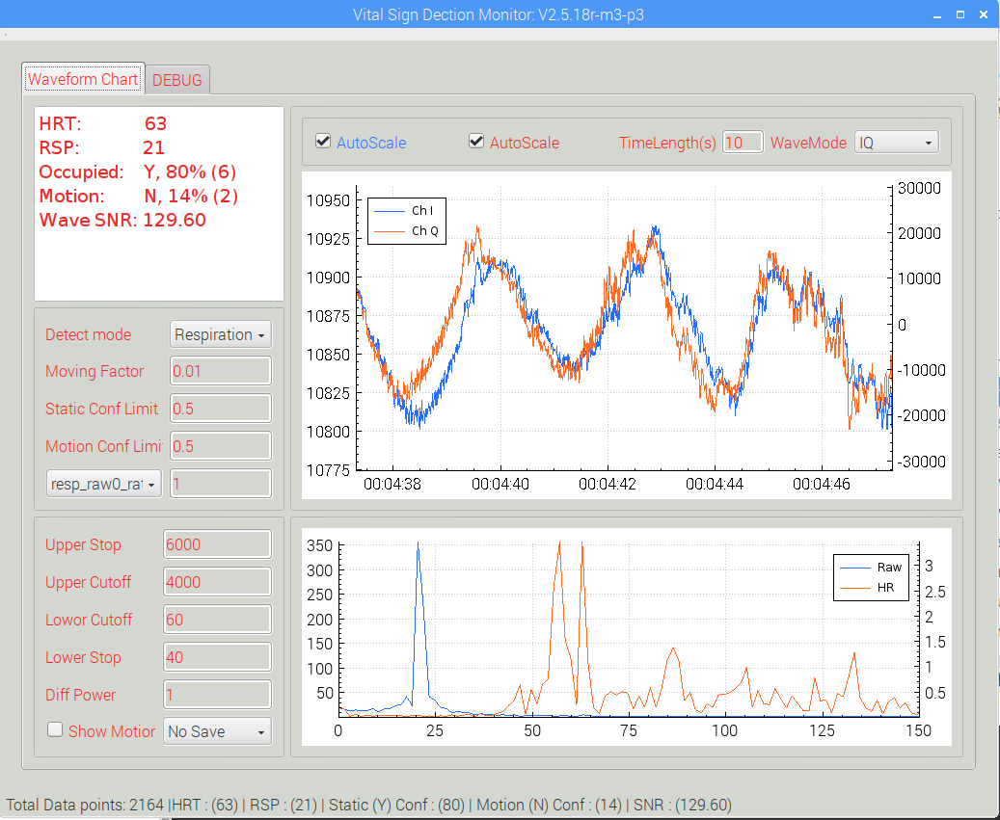 Vital Sign Dection Monitor: V2.5.18r-m3-p3
Waveform Chart DEBUG
HRT: 63
RSP: 21
Occupied: Y, 80% (6)
Motion: N, 14% (2)
Wave SNR: 129.60
AutoScale AutoScale TimeLength(s) 10 WaveMode IQ
Ch I
Ch Q
10950
10925
10900
10875
10850
10825
10800
10775
30000
20000
10000
0
-10000
-20000
-30000
00:04:38 00:04:40 00:04:42 00:04:44 00:04:46
Detect mode Respiration
Moving Factor 0.01
Static Conf Limit 0.5
Motion Conf Limi 0.5
resp_raw0_rat 1
Upper Stop 6000
Upper Cutoff 4000
Lowor Cutoff 60
Lower Stop 40
Diff Power 1
Show Motior No Save
Raw
HR
350
300
250
200
150
100
50
3
2.5
2
1.5
1
0.5
0 25 50 75 100 125 150
Total Data points: 2164 |HRT : (63) | RSP : (21) | Static (Y) Conf : (80) | Motion (N) Conf : (14) | SNR : (129.60)